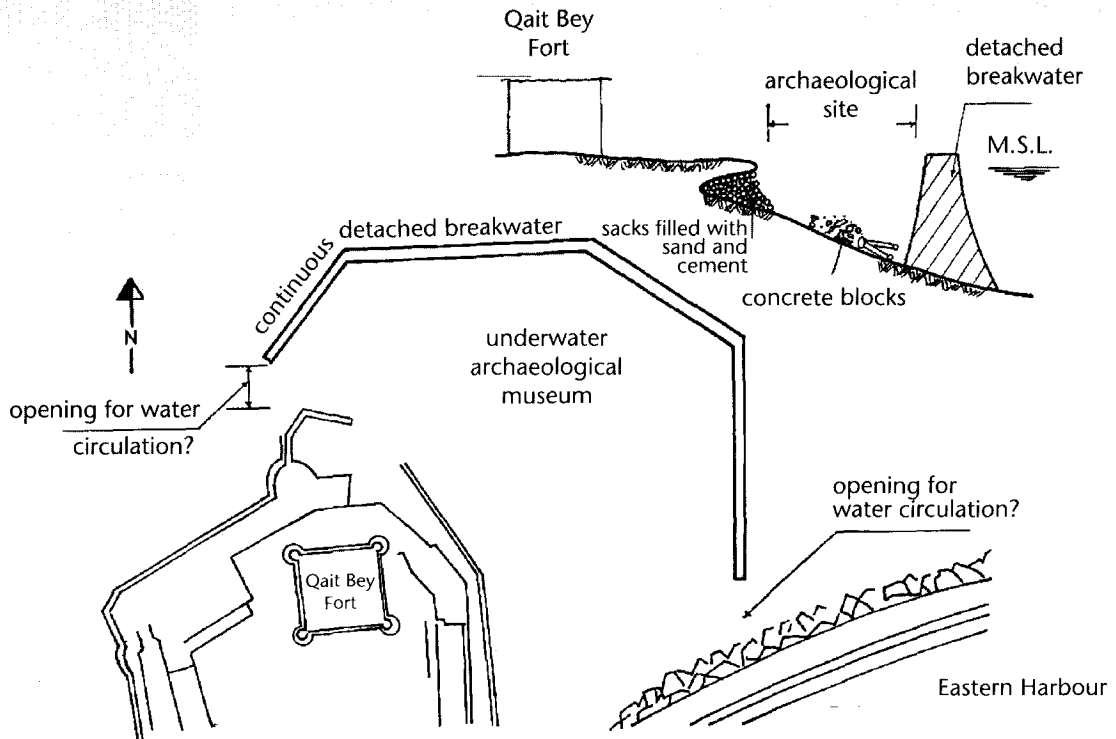 Qait Bey
Fort
detached
breakwater
archaeological
site
M.S.L.
sacks filled with
sand and
cement
concrete blocks
continuous
detached breakwater
N
underwater
archaeological
museum
opening for water
circulation?
opening for
water circulation?
Qait Bey
Fort
Eastern Harbour